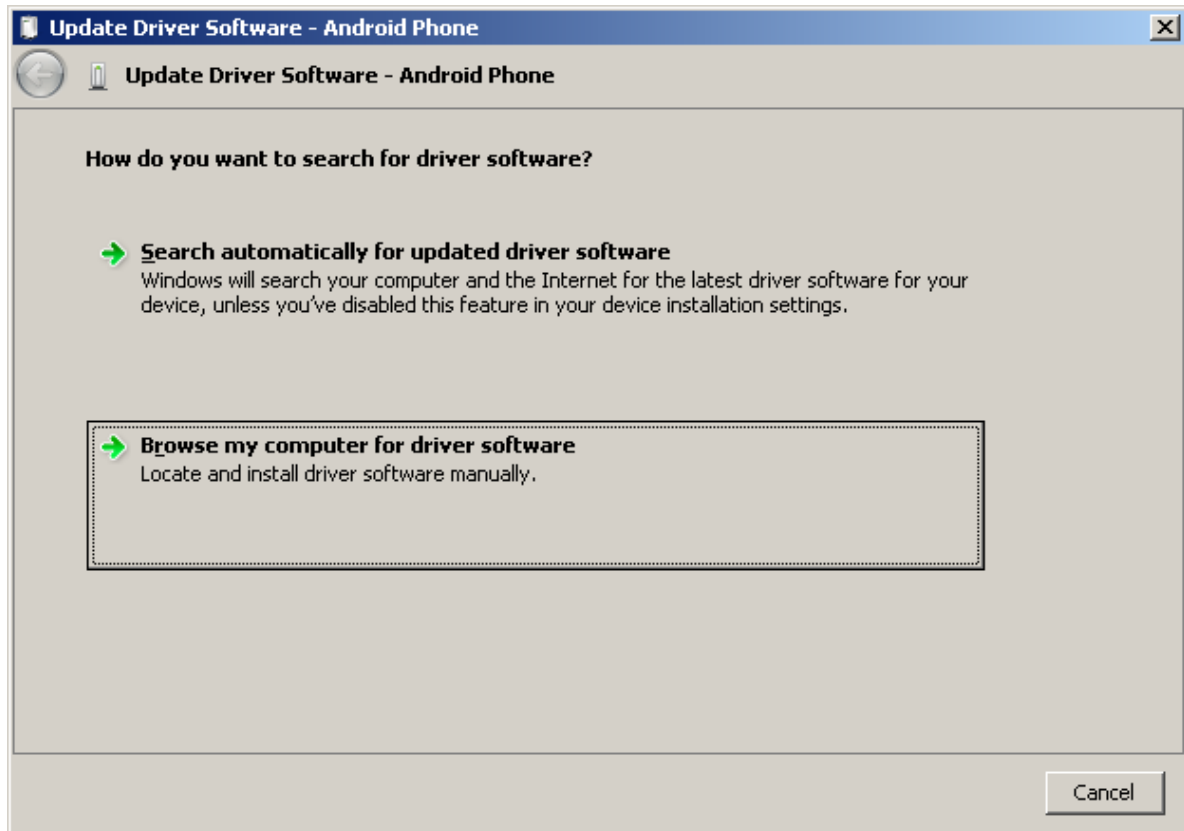 Update Driver Software - Android Phone
Update Driver Software - Android Phone
How do you want to search for driver software?
Search automatically for updated driver software
Windows will search your computer and the Internet for the latest driver software for your
device, unless you've disabled this feature in your device installation settings.
Browse my computer for driver software
Locate and install driver software manually.
Cancel